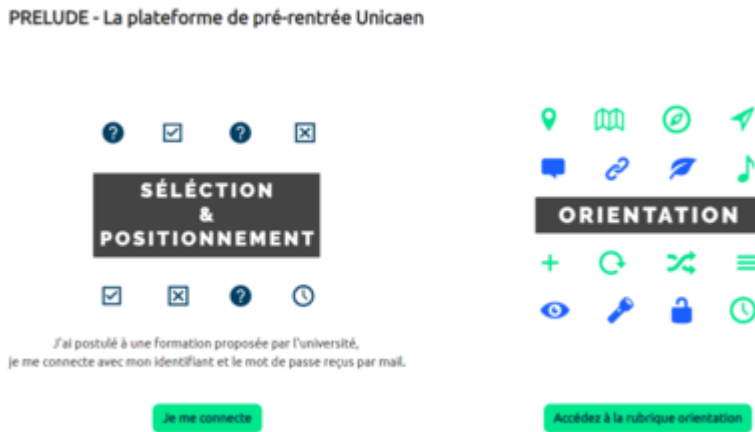 PRELUDE - La plateforme de pré-rentrée Unicaen
SÉLÉCTION
&
POSITIONNEMENT
J'ai postulé à une formation proposée par l'université,
je me connecte avec mon identifiant et le mot de passe reçus par mail.
Je me connecte
ORIENTATION
Accédez à la rubrique orientation